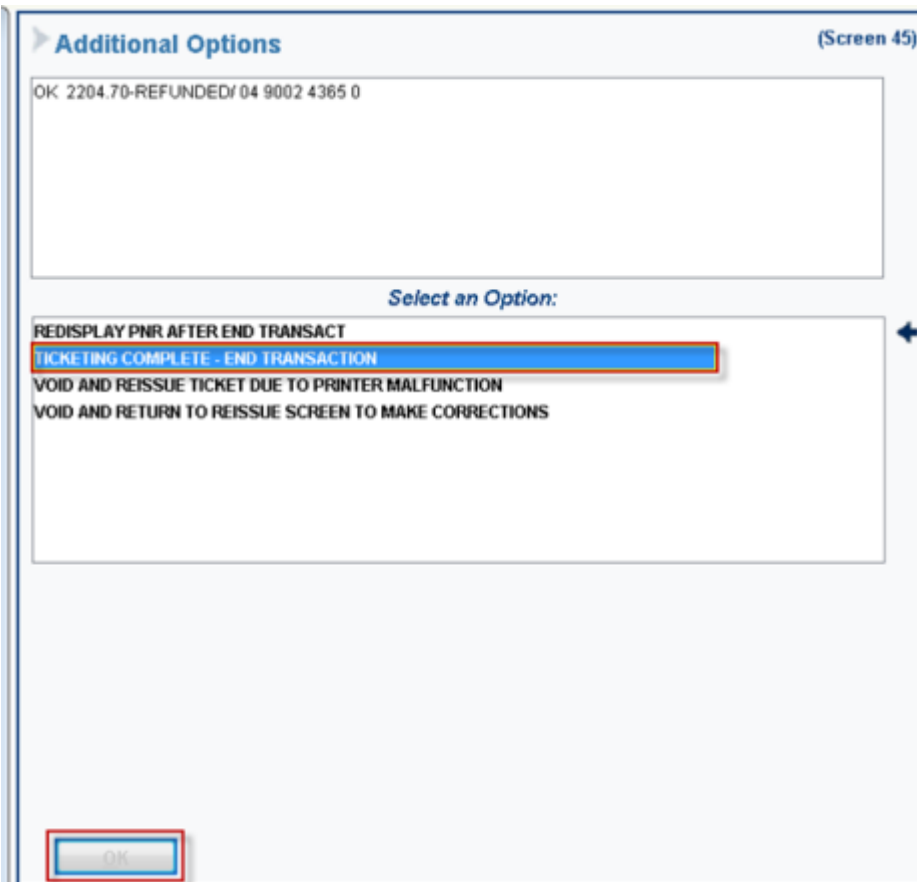 Additional Options
(Screen 45)
OK 2204.70-REFUNDED/ 04 9002 4365 0
Select an Option:
REDISPLAY PNR AFTER END TRANSACT
TICKETING COMPLETE - END TRANSACTION
VOID AND REISSUE TICKET DUE TO PRINTER MALFUNCTION
VOID AND RETURN TO REISSUE SCREEN TO MAKE CORRECTIONS
OK